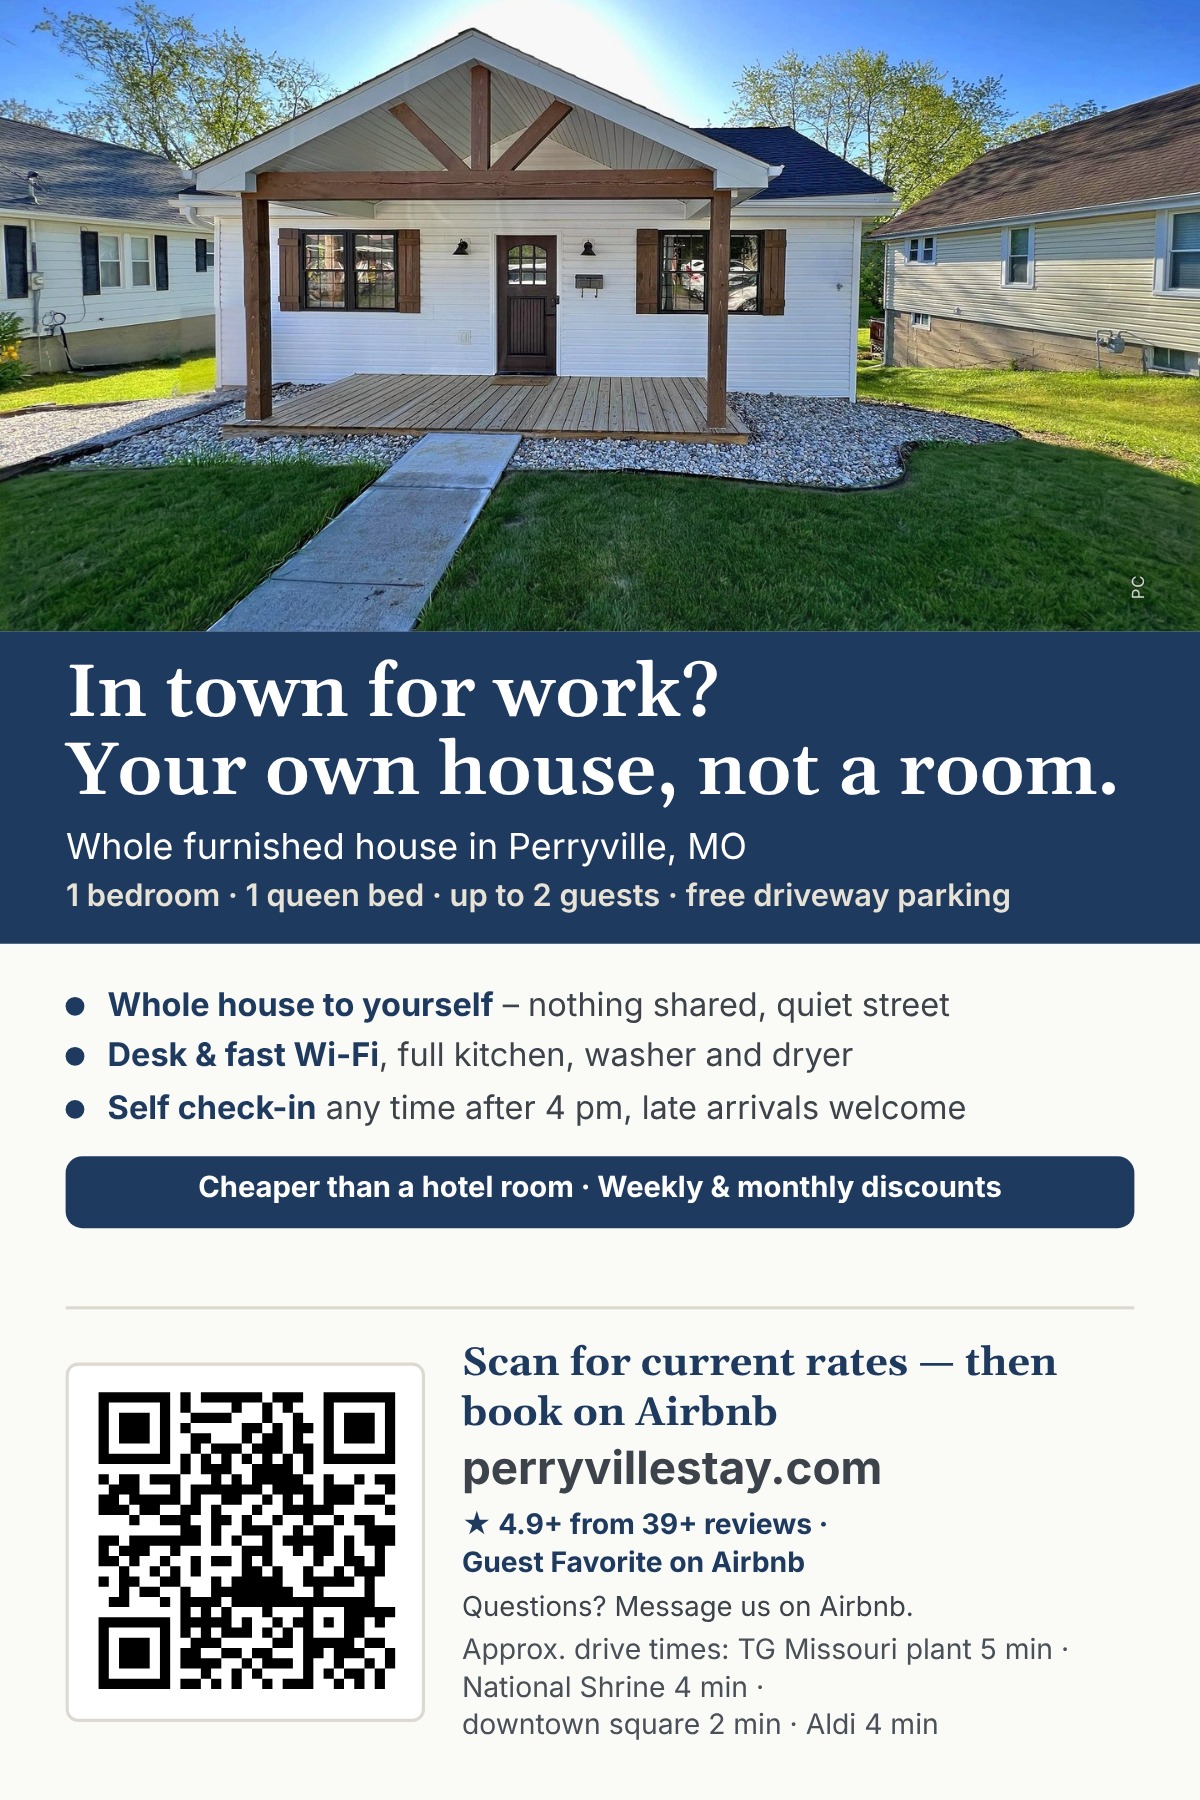 PC
In town for work?
Your own house, not a room.
Whole furnished house in Perryville, MO
1 bedroom · 1 queen bed · up to 2 guests · free driveway parking
● Whole house to yourself – nothing shared, quiet street
● Desk & fast Wi-Fi, full kitchen, washer and dryer
● Self check-in any time after 4 pm, late arrivals welcome
Cheaper than a hotel room · Weekly & monthly discounts
Scan for current rates — then
book on Airbnb
perryvillestay.com
★ 4.9+ from 39+ reviews ·
Guest Favorite on Airbnb
Questions? Message us on Airbnb.
Approx. drive times: TG Missouri plant 5 min ·
National Shrine 4 min ·
downtown square 2 min · Aldi 4 min